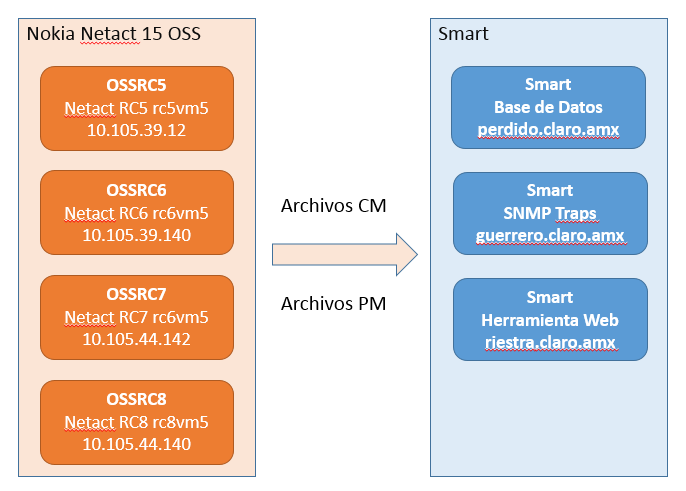 Nokia Netact 15 OSS
OSSRC5
Netact RC5 rc5vm5
10.105.39.12
OSSRC6
Netact RC6 rc6vm5
10.105.39.140
OSSRC7
Netact RC7 rc6vm5
10.105.44.142
OSSRC8
Netact RC8 rc8vm5
10.105.44.140
Archivos CM
Archivos PM
Smart
Smart
Base de Datos
perdido.claro.amx
Smart
SNMP Traps
guerrero.claro.amx
Smart
Herramienta Web
riestra.claro.amx